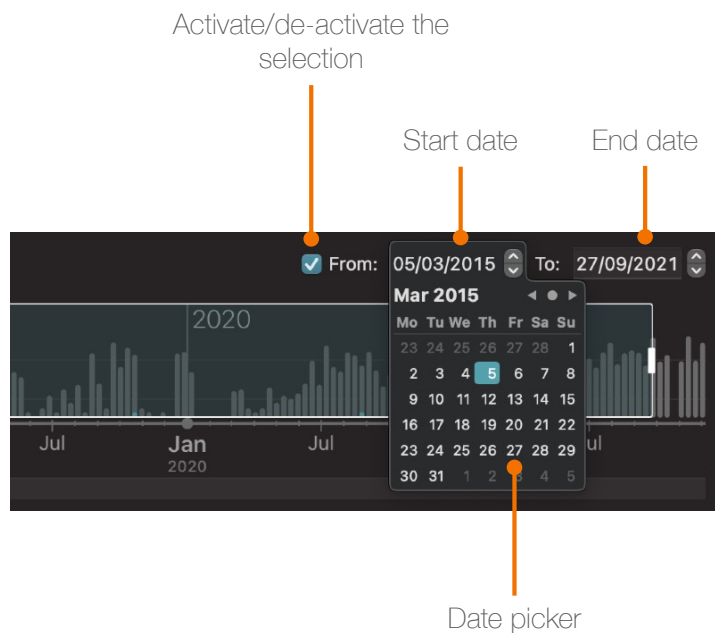 Activate/de-activate the
selection
Start date
End date
From: 05/03/2015 To: 27/09/2021
Mar 2015
2020
Mo Tu We Th Fr Sa Su
23 24 25 26 27 28 1
2 3 4 5 6 7 8
9 10 11 12 13 14 15
16 17 18 19 20 21 22
Jul Jan Jul ul
23 24 25 26 27 28 29
2020
30 31 1 2 3 4 5
Date picker